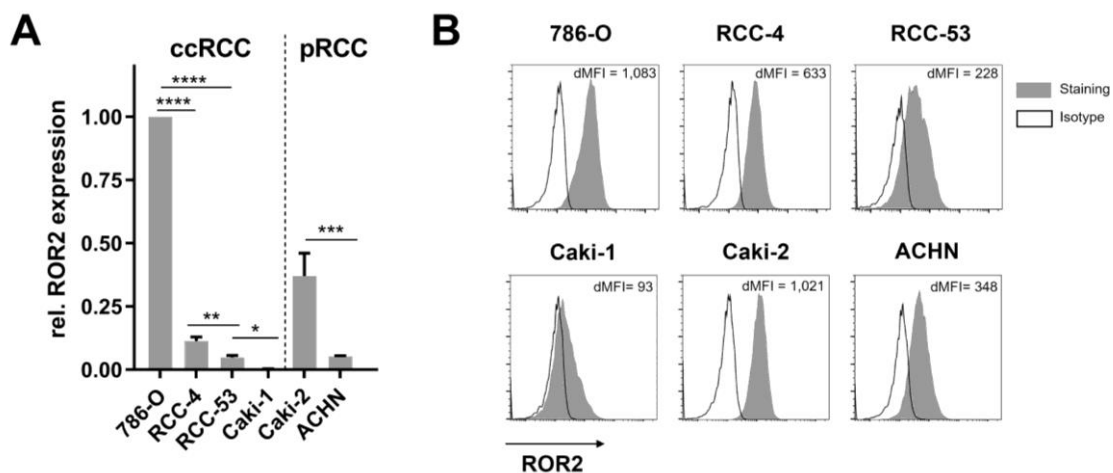 A
ccRCC pRCC
rel. ROR2 expression
1.00
0.75
0.50
0.25
0.00
****
****
**
*
***
786-O
RCC-4
RCC-53
Caki-1
Caki-2
ACHN
B
786-O RCC-4 RCC-53
dMFI = 1,083 dMFI = 633 dMFI = 228
Staining
Isotype
Caki-1 Caki-2 ACHN
dMFI= 93 dMFI = 1,021 dMFI= 348
ROR2